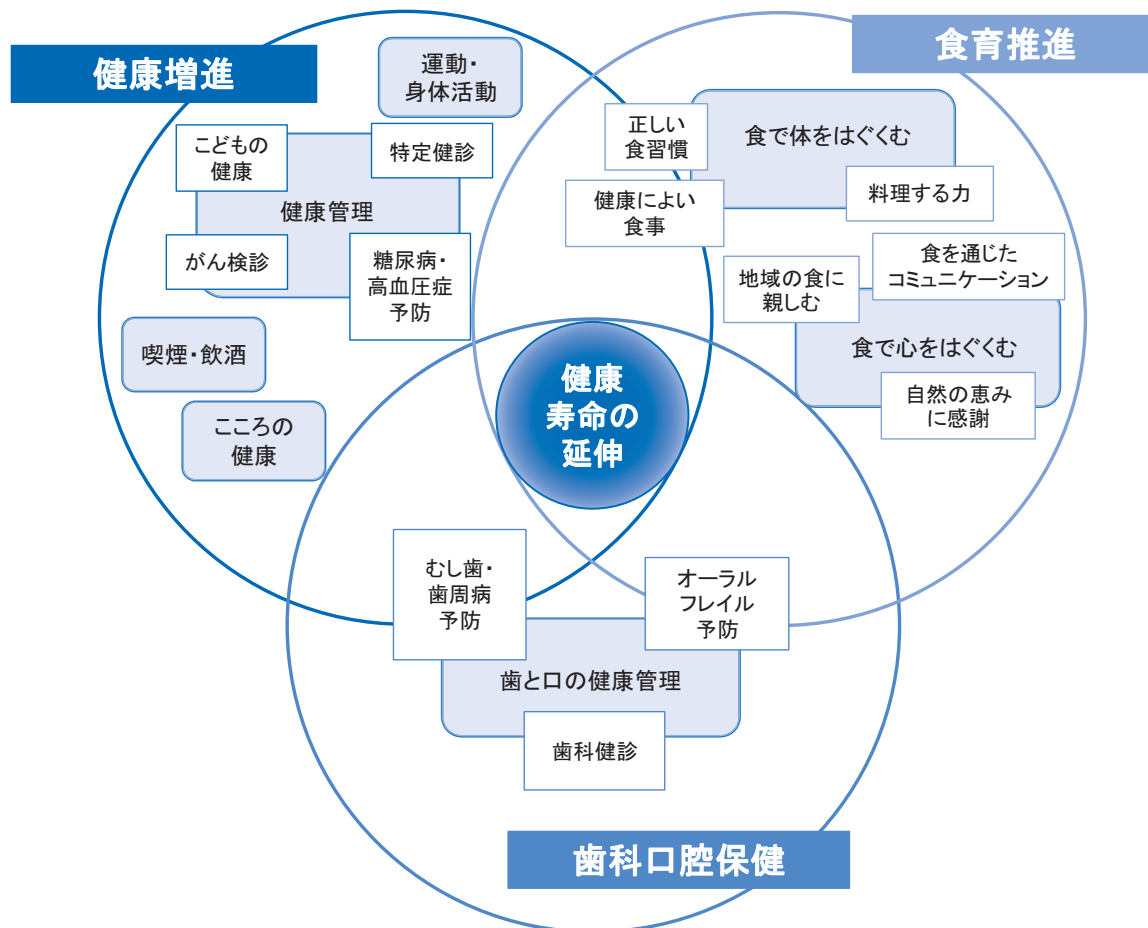 健康増進
食育推進
運動・
身体活動
こどもの
健康
特定健診
健康管理
がん検診
糖尿病・
高血圧症
予防
喫煙・飲酒
こころの
健康
正しい
食習慣
食で体をはぐくむ
健康によい
食事
料理する力
食を通じた
コミュニケーション
地域の食に
親しむ
食で心をはぐくむ
自然の恵み
に感謝
健康
寿命の
延伸
むし歯・
歯周病
予防
オーラル
フレイル
予防
歯と口の健康管理
歯科健診
歯科口腔保健